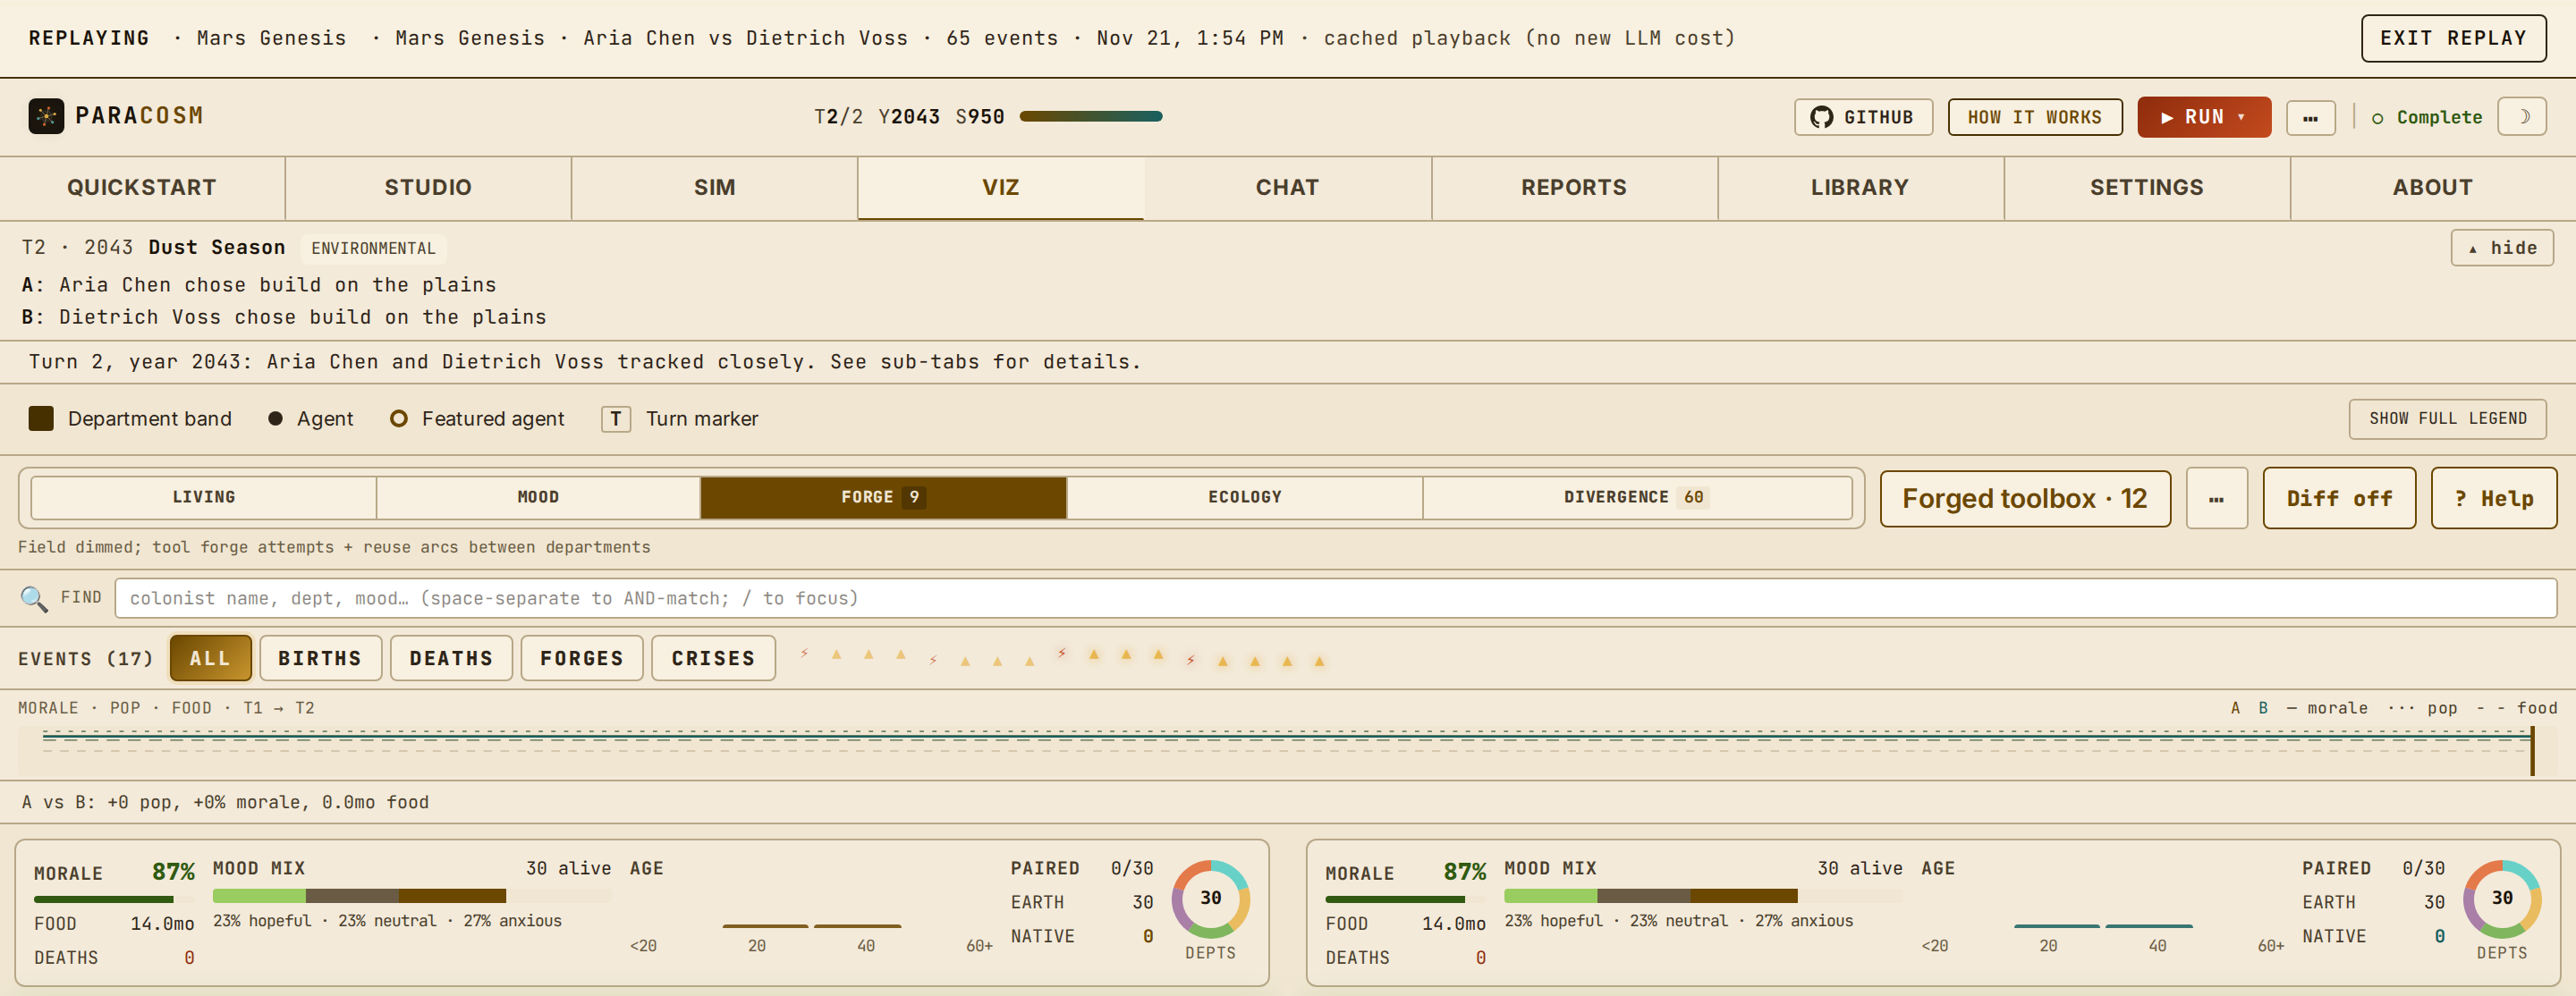 REPLAYING · Mars Genesis · Mars Genesis · Aria Chen vs Dietrich Voss · 65 events · Nov 21, 1:54 PM · cached playback (no new LLM cost) EXIT REPLAY
PARACOSM T2/2 Y2043 S950 GITHUB HOW IT WORKS ▶ RUN ▾ … ○ Complete
QUICKSTART STUDIO SIM VIZ CHAT REPORTS LIBRARY SETTINGS ABOUT
T2 · 2043 Dust Season ENVIRONMENTAL ▴ hide
A: Aria Chen chose build on the plains
B: Dietrich Voss chose build on the plains
Turn 2, year 2043: Aria Chen and Dietrich Voss tracked closely. See sub-tabs for details.
Department band Agent Featured agent T Turn marker SHOW FULL LEGEND
LIVING MOOD FORGE 9 ECOLOGY DIVERGENCE 60 Forged toolbox · 12 … Diff off ? Help
Field dimmed; tool forge attempts + reuse arcs between departments
FIND colonist name, dept, mood… (space-separate to AND-match; / to focus)
EVENTS (17) ALL BIRTHS DEATHS FORGES CRISES
MORALE · POP · FOOD · T1 → T2 A B — morale ··· pop - - food
A vs B: +0 pop, +0% morale, 0.0mo food
MORALE 87% MOOD MIX 30 alive AGE PAIRED 0/30 30 MORALE 87% MOOD MIX 30 alive AGE PAIRED 0/30 30
FOOD 14.0mo 23% hopeful · 23% neutral · 27% anxious EARTH 30 FOOD 14.0mo 23% hopeful · 23% neutral · 27% anxious EARTH 30
DEATHS 0 <20 20 40 60+ NATIVE 0 DEPTS DEATHS 0 <20 20 40 60+ NATIVE 0 DEPTS